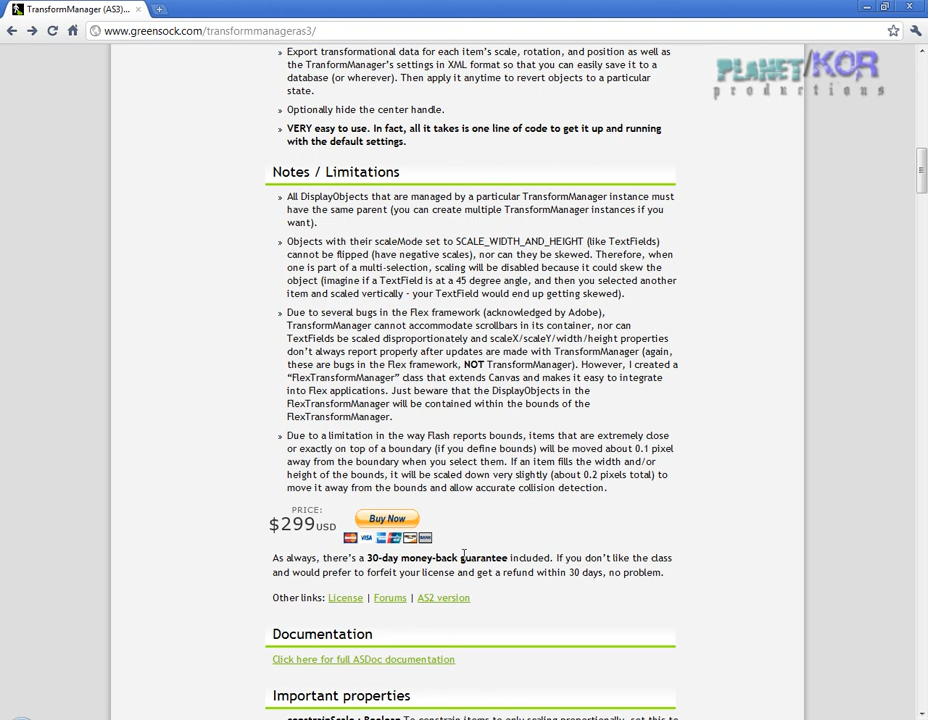 TransformManager (AS3)...
www.greensock.com/transformmanageras3/
PLANET/KOR
productions
» Export transformational data for each item's scale, rotation, and position as well as
the TranformManager's settings in XML format so that you can easily save it to a
database (or wherever). Then apply it anytime to revert objects to a particular
state.
» Optionally hide the center handle.
» VERY easy to use. In fact, all it takes is one line of code to get it up and running
with the default settings.
Notes / Limitations
» All DisplayObjects that are managed by a particular TransformManager instance must
have the same parent (you can create multiple TransformManager instances if you
want).
» Objects with their scaleMode set to SCALE_WIDTH_AND_HEIGHT (like TextFields)
cannot be flipped (have negative scales), nor can they be skewed. Therefore, when
one is part of a multi-selection, scaling will be disabled because it could skew the
object (imagine if a TextField is at a 45 degree angle, and then you selected another
item and scaled vertically - your TextField would end up getting skewed).
» Due to several bugs in the Flex framework (acknowledged by Adobe),
TransformManager cannot accommodate scrollbars in its container, nor can
TextFields be scaled disproportionately and scaleX/scaleY/width/height properties
don't always report properly after updates are made with TransformManager (again,
these are bugs in the Flex framework, NOT TransformManager). However, I created a
"FlexTransformManager" class that extends Canvas and makes it easy to integrate
into Flex applications. Just beware that the DisplayObjects in the
FlexTransformManager will be contained within the bounds of the
FlexTransformManager.
» Due to a limitation in the way Flash reports bounds, items that are extremely close
or exactly on top of a boundary (if you define bounds) will be moved about 0.1 pixel
away from the boundary when you select them. If an item fills the width and/or
height of the bounds, it will be scaled down very slightly (about 0.2 pixels total) to
move it away from the bounds and allow accurate collision detection.
PRICE:
$299USD
Buy Now
VISA
As always, there's a 30-day money-back guarantee included. If you don't like the class
and would prefer to forfeit your license and get a refund within 30 days, no problem.
Other links: License | Forums | AS2 version
Documentation
Click here for full ASDoc documentation
Important properties
» constrainScale : Boolean To constrain items to only scaling proportionally, set this to